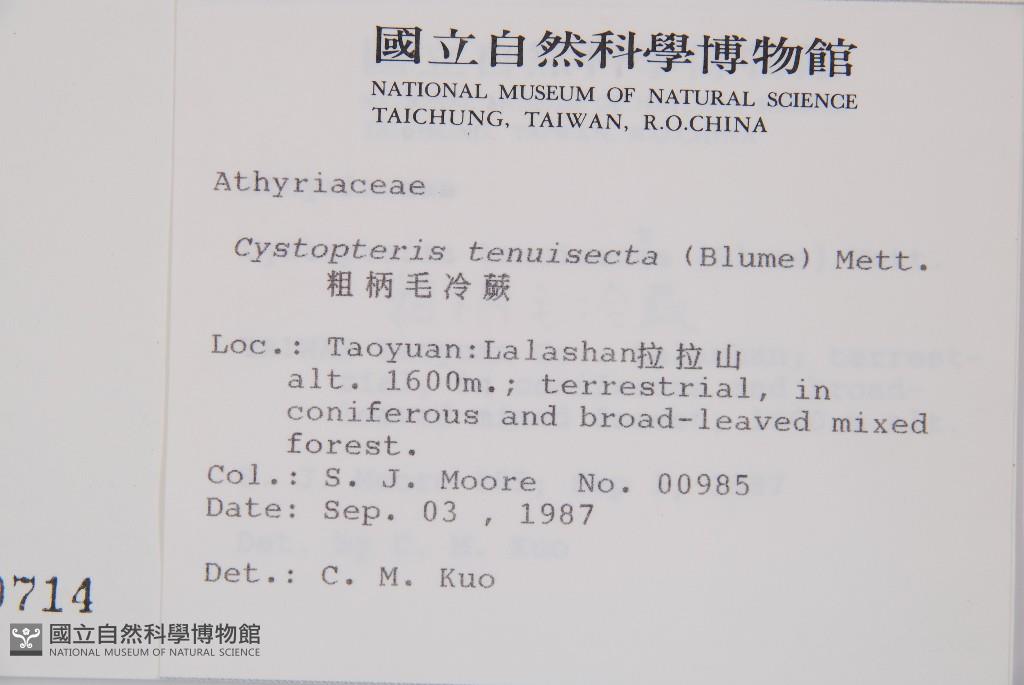 國立自然科學博物館
NATIONAL MUSEUM OF NATURAL SCIENCE
TAICHUNG, TAIWAN, R.O.CHINA
Athyriaceae
Cystopteris tenuisecta (Blume) Mett.
粗柄毛冷蕨
Loc.: Taoyuan:Lalashan拉拉山
alt. 1600m.; terrestrial, in
coniferous and broad-leaved mixed
forest.
Col.: S. J. Moore No. 00985
Date: Sep. 03 , 1987
Det.: C. M. Kuo
714
國立自然科學博物館
NATIONAL MUSEUM OF NATURAL SCIENCE